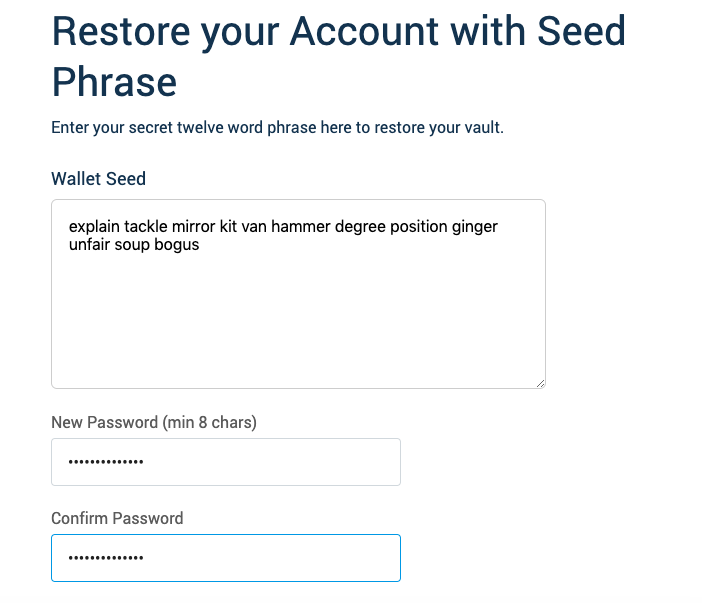 Restore your Account with Seed
Phrase
Enter your secret twelve word phrase here to restore your vault.
Wallet Seed
explain tackle mirror kit van hammer degree position ginger
unfair soup bogus
New Password (min 8 chars)
••••••••••••••
Confirm Password
••••••••••••••